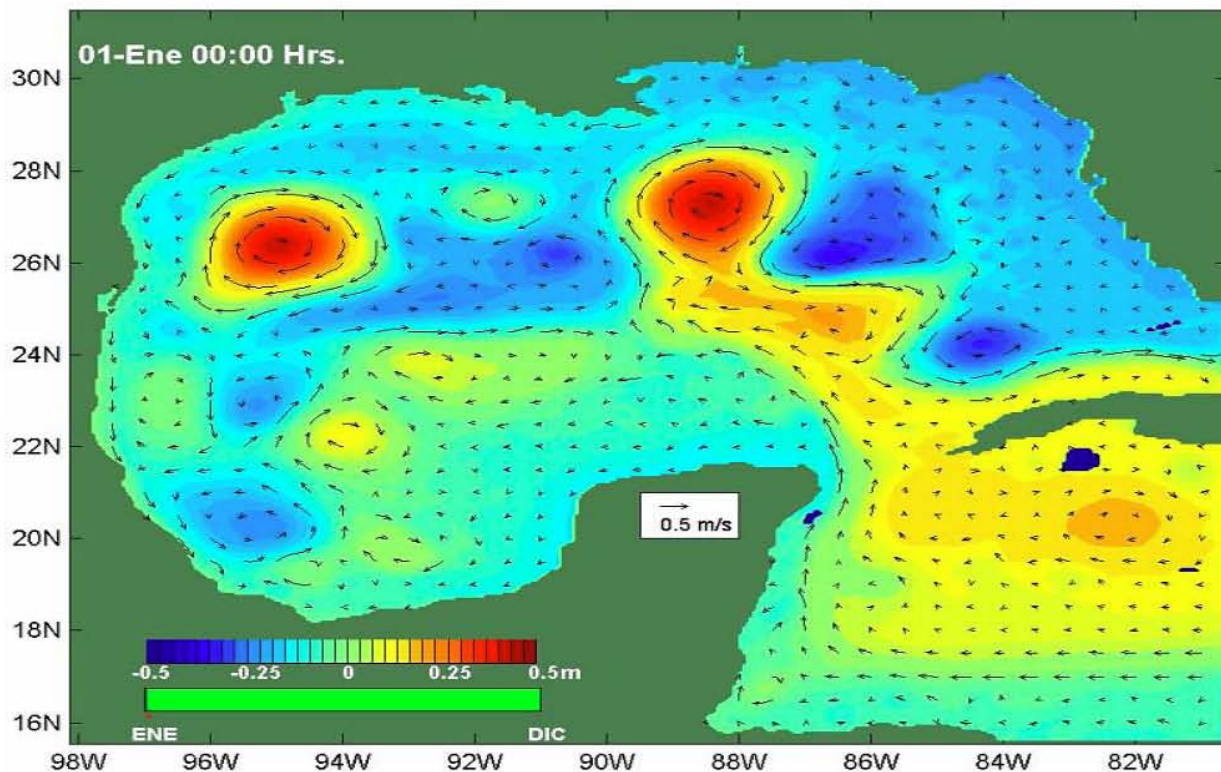 01-Ene 00:00 Hrs.
30N
28N
26N
24N
22N
20N
18N
16N
0.5 m/s
-0.5 -0.25 0 0.25 0.5m
ENE DIC
98W 96W 94W 92W 90W 88W 86W 84W 82W